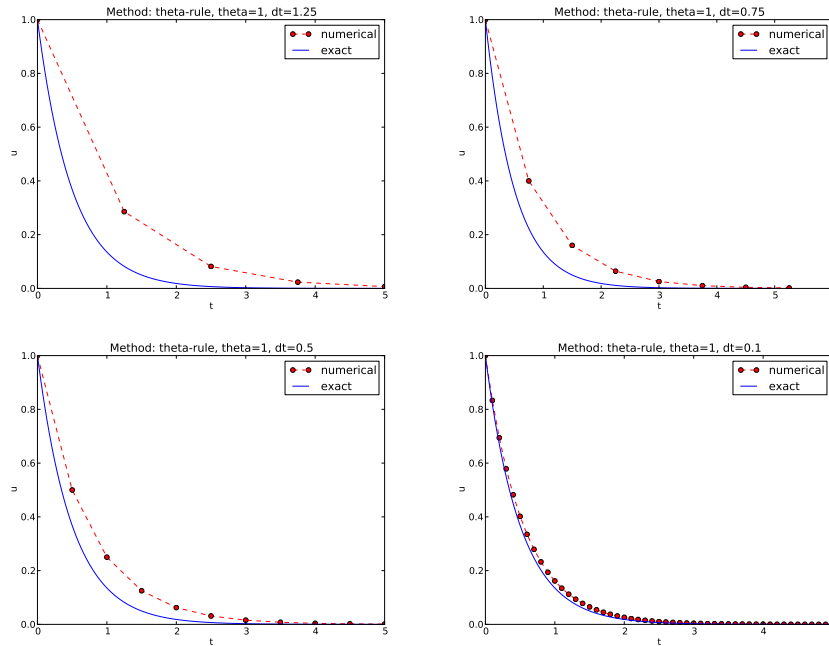 Method: theta-rule, theta=1, dt=1.25
numerical
exact
1.0
0.8
0.6
0.4
0.2
0.0
u
0 1 2 3 4 5
t
Method: theta-rule, theta=1, dt=0.75
numerical
exact
1.0
0.8
0.6
0.4
0.2
0.0
u
0 1 2 3 4 5
t
Method: theta-rule, theta=1, dt=0.5
numerical
exact
1.0
0.8
0.6
0.4
0.2
0.0
u
0 1 2 3 4 5
t
Method: theta-rule, theta=1, dt=0.1
numerical
exact
1.0
0.8
0.6
0.4
0.2
0.0
u
0 1 2 3 4
t